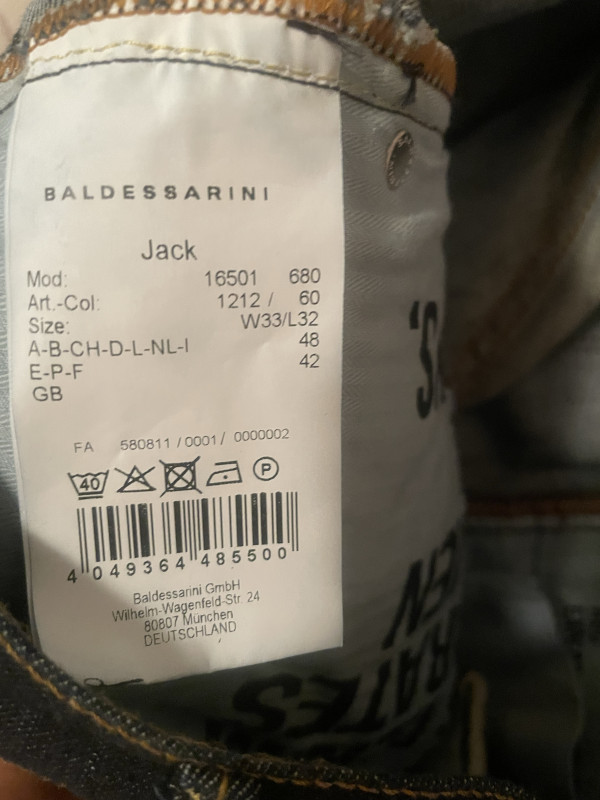 BALDESSARINI
Jack
Mod: 16501 680
Art.-Col: 1212 / 60
Size: W33/L32
A-B-CH-D-L-NL-I 48
E-P-F 42
GB
FA 580811 / 0001 / 0000002
40 P
4 049364 485500
Baldessarini GmbH
Wilhelm-Wagenfeld-Str. 24
80807 München
DEUTSCHLAND